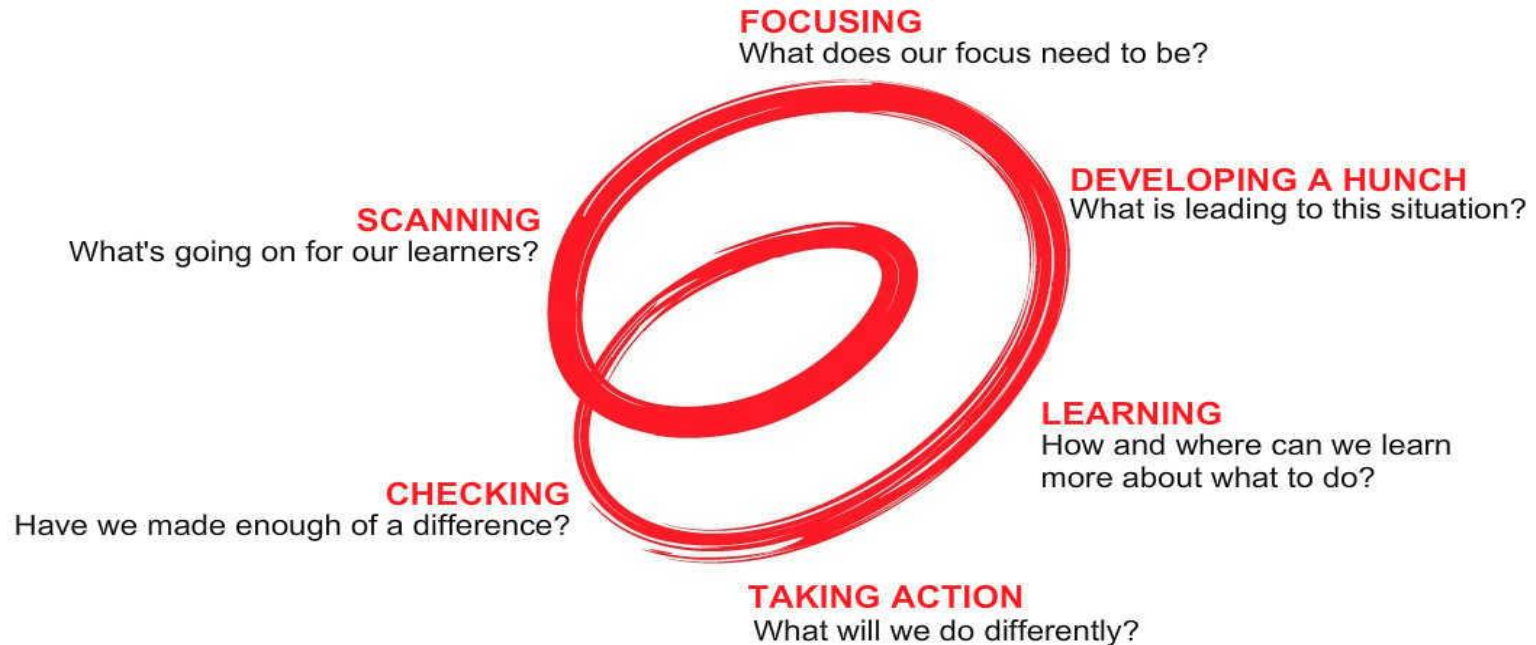 FOCUSING
What does our focus need to be?
DEVELOPING A HUNCH
What is leading to this situation?
SCANNING
What's going on for our learners?
LEARNING
How and where can we learn
more about what to do?
CHECKING
Have we made enough of a difference?
TAKING ACTION
What will we do differently?